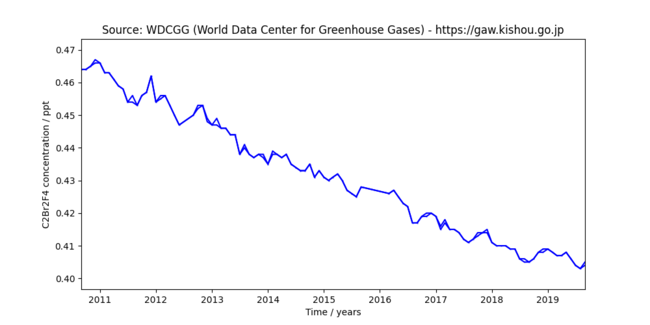 Source: WDCGG (World Data Center for Greenhouse Gases) - https://gaw.kishou.go.jp
C2Br2F4 concentration / ppt
0.47
0.46
0.45
0.44
0.43
0.42
0.41
0.40
2011 2012 2013 2014 2015 2016 2017 2018 2019
Time / years